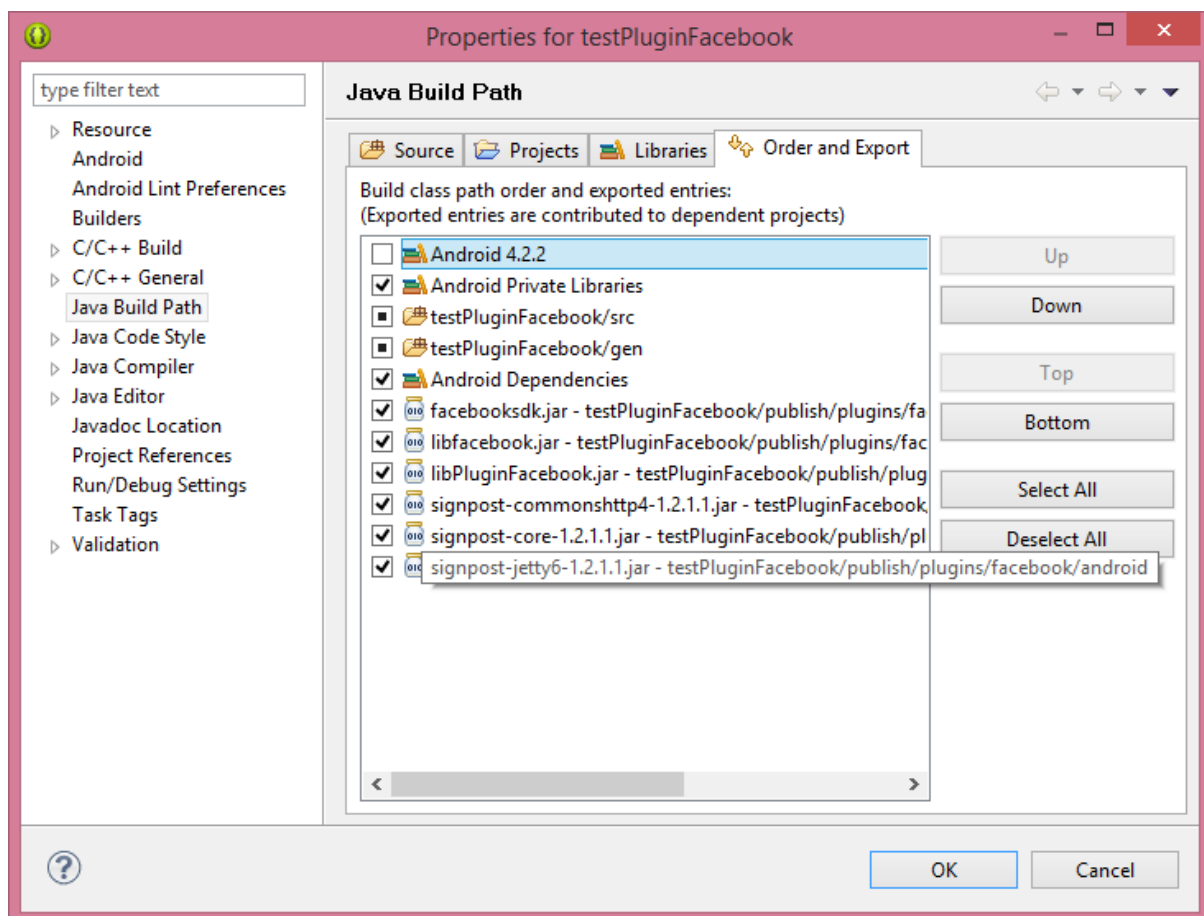 Properties for testPluginFacebook
type filter text
Resource
Android
Android Lint Preferences
Builders
C/C++ Build
C/C++ General
Java Build Path
Java Code Style
Java Compiler
Java Editor
Javadoc Location
Project References
Run/Debug Settings
Task Tags
Validation
Java Build Path
Source
Projects
Libraries
Order and Export
Build class path order and exported entries:
(Exported entries are contributed to dependent projects)
Android 4.2.2
Android Private Libraries
testPluginFacebook/src
testPluginFacebook/gen
Android Dependencies
facebooksdk.jar - testPluginFacebook/publish/plugins/fa
libfacebook.jar - testPluginFacebook/publish/plugins/fac
libPluginFacebook.jar - testPluginFacebook/publish/plug
signpost-commonshttp4-1.2.1.1.jar - testPluginFacebook,
signpost-core-1.2.1.1.jar - testPluginFacebook/publish/pl
signpost-jetty6-1.2.1.1.jar - testPluginFacebook/publish/plugins/facebook/android
Up
Down
Top
Bottom
Select All
Deselect All
OK
Cancel